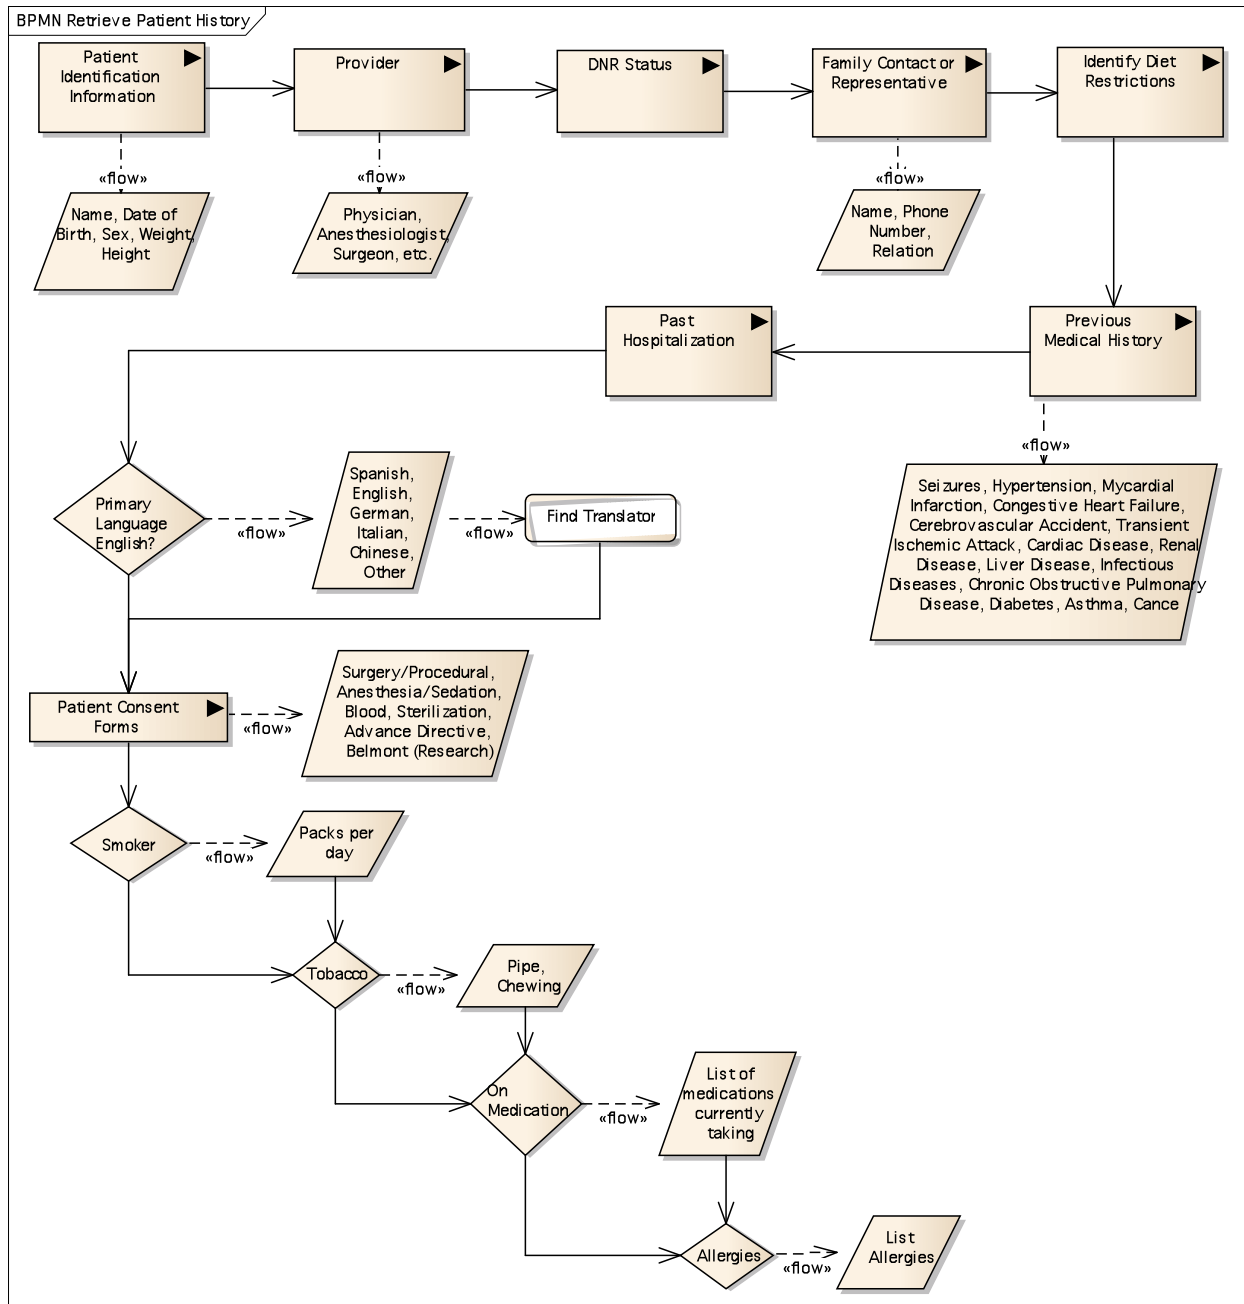 BPMN Retrieve Patient History
Patient
Identification
Information
Provider
DNR Status
Family Contact or
Representative
Identify Diet
Restrictions
«flow»
«flow»
«flow»
Name, Date of
Birth, Sex, Weight,
Height
Physician,
Anesthesiologist,
Surgeon, etc.
Name, Phone
Number,
Relation
Past
Hospitalization
Previous
Medical History
«flow»
Primary
Language
English?
«flow»
Spanish,
English,
German,
Italian,
Chinese,
Other
«flow»
Find Translator
Seizures, Hypertension, Mycardial
Infarction, Congestive Heart Failure,
Cerebrovascular Accident, Transient
Ischemic Attack, Cardiac Disease, Renal
Disease, Liver Disease, Infectious
Diseases, Chronic Obstructive Pulmonary
Disease, Diabetes, Asthma, Cance
Patient Consent
Forms
«flow»
Surgery/Procedural,
Anesthesia/Sedation,
Blood, Sterilization,
Advance Directive,
Belmont (Research)
Smoker
«flow»
Packs per
day
Tobacco
«flow»
Pipe,
Chewing
On
Medication
«flow»
List of
medications
currently
taking
Allergies
«flow»
List
Allergies